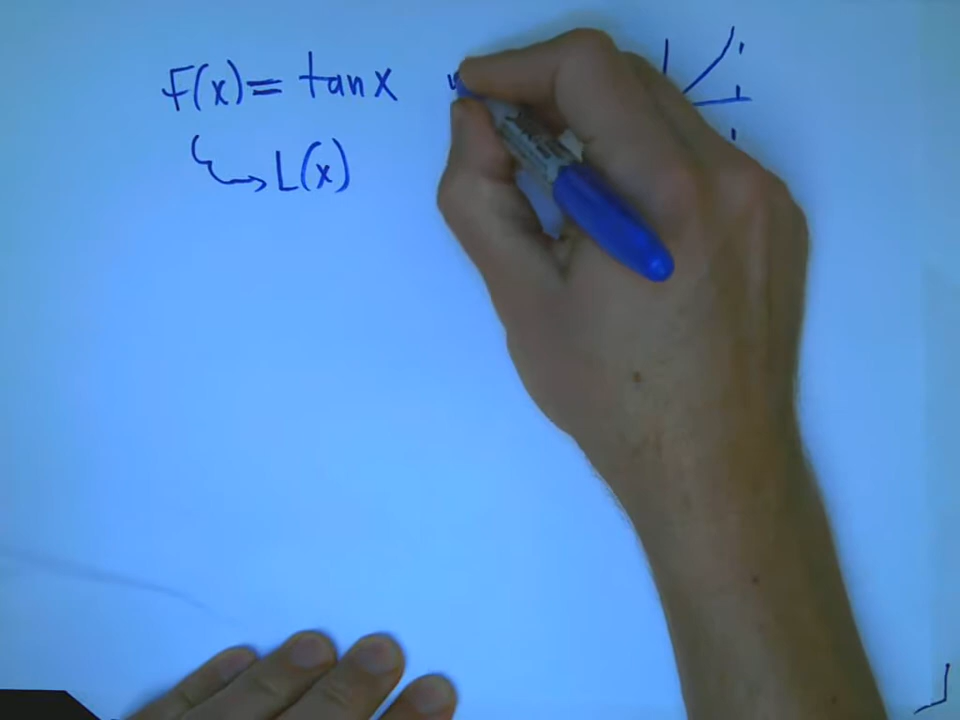 F(x) = tan x
L(x)